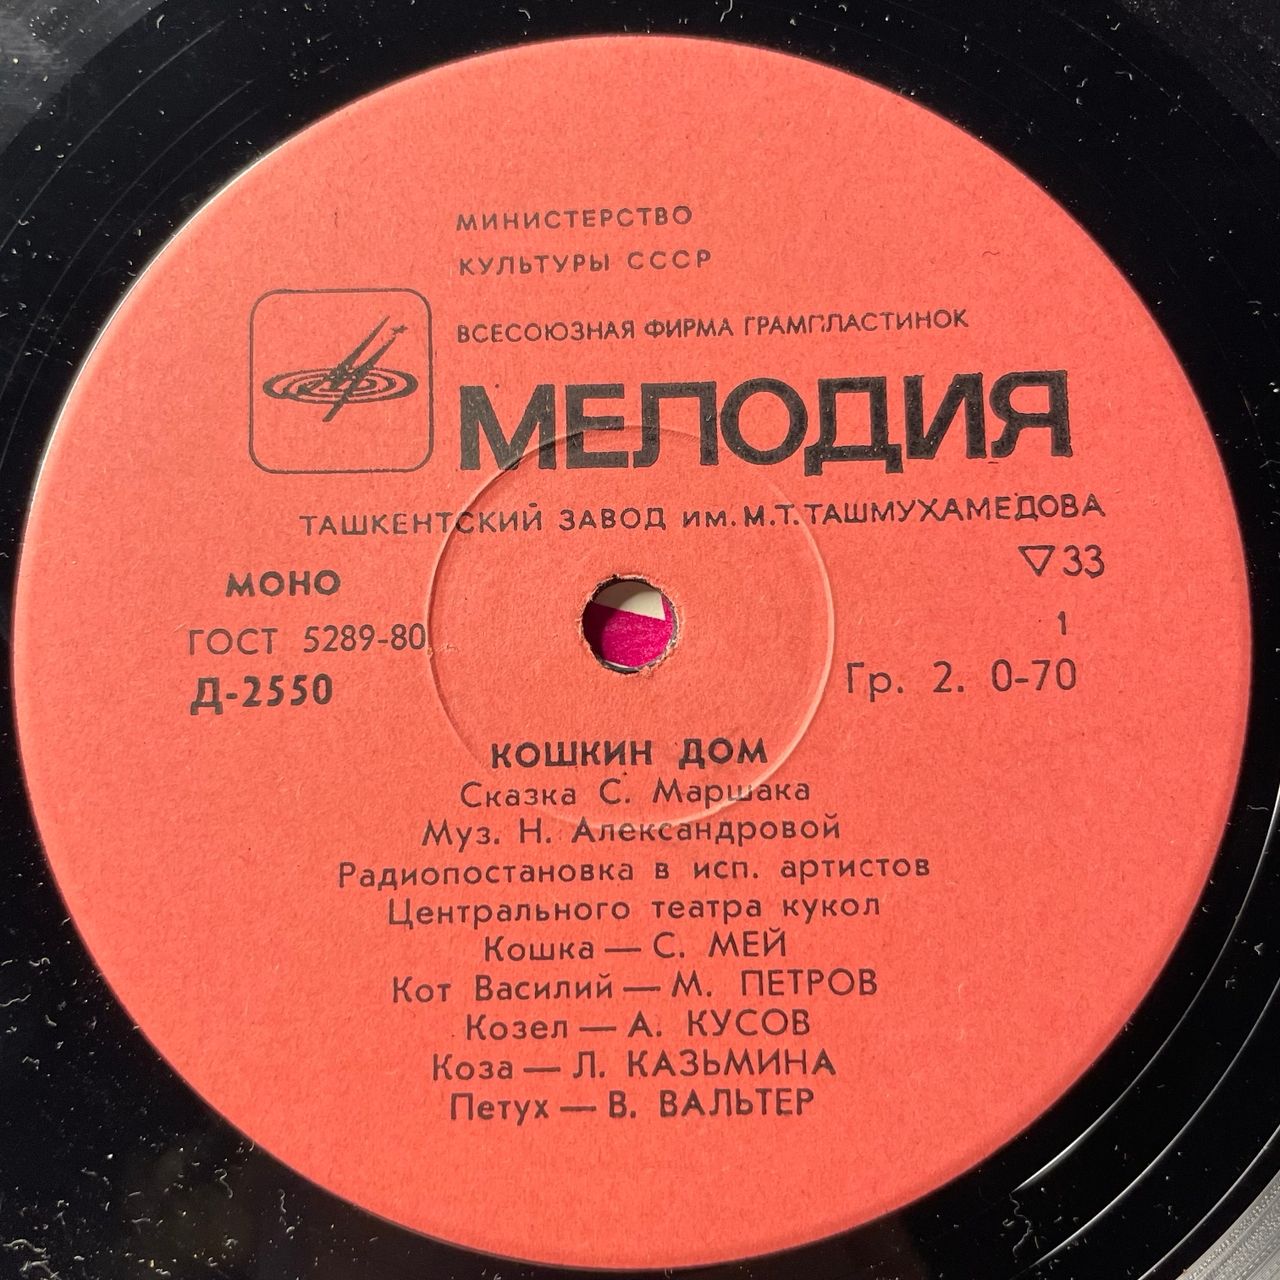 МИНИСТЕРСТВО
КУЛЬТУРЫ СССР
ВСЕСОЮЗНАЯ ФИРМА ГРАМПЛАСТИНОК
МЕЛОДИЯ
ТАШКЕНТСКИЙ ЗАВОД ИМ. М.Т. ТАШМУХАМЕДОВА
МОНО
ГОСТ 5289-80
Д-2550
▽33
1
Гр. 2. 0-70
КОШКИН ДОМ
Сказка С. Маршака
Муз. Н. Александровой
Радиопостановка в исп. артистов
Центрального театра кукол
Кошка — С. МЕЙ
Кот Василий — М. ПЕТРОВ
Козел — А. КУСОВ
Коза — Л. КАЗЬМИНА
Петух — В. ВАЛЬТЕР